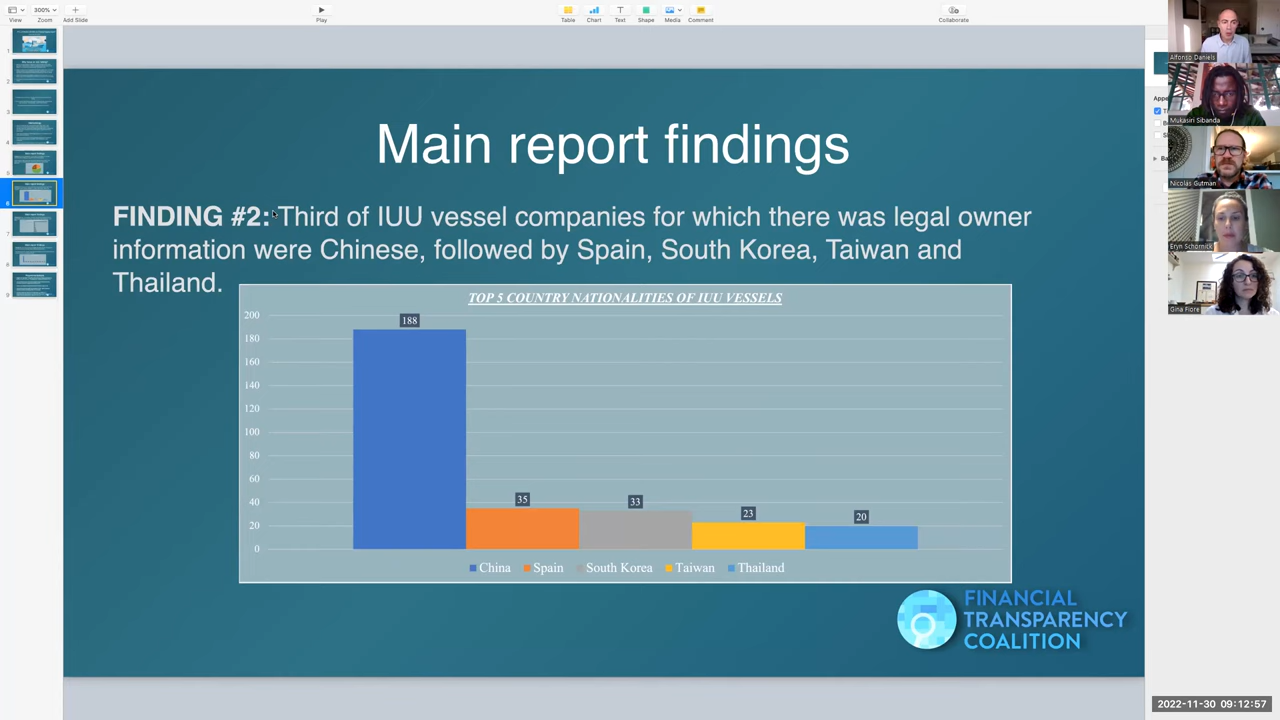 300%
View
Zoom
Add Slide
Play
Table
Chart
Text
Shape
Media
Comment
Collaborate
Main report findings
FINDING #2: Third of IUU vessel companies for which there was legal owner
information were Chinese, followed by Spain, South Korea, Taiwan and
Thailand.
TOP 5 COUNTRY NATIONALITIES OF IUU VESSELS
200
180
160
140
120
100
80
60
40
20
0
188
35
33
23
20
China
Spain
South Korea
Taiwan
Thailand
FINANCIAL
TRANSPARENCY
COALITION
Alfonso Daniels
Mukasiri Sibanda
Nicolas Gutman
Eryn Schornick
Gina Fiore
2022-11-30 09:12:57